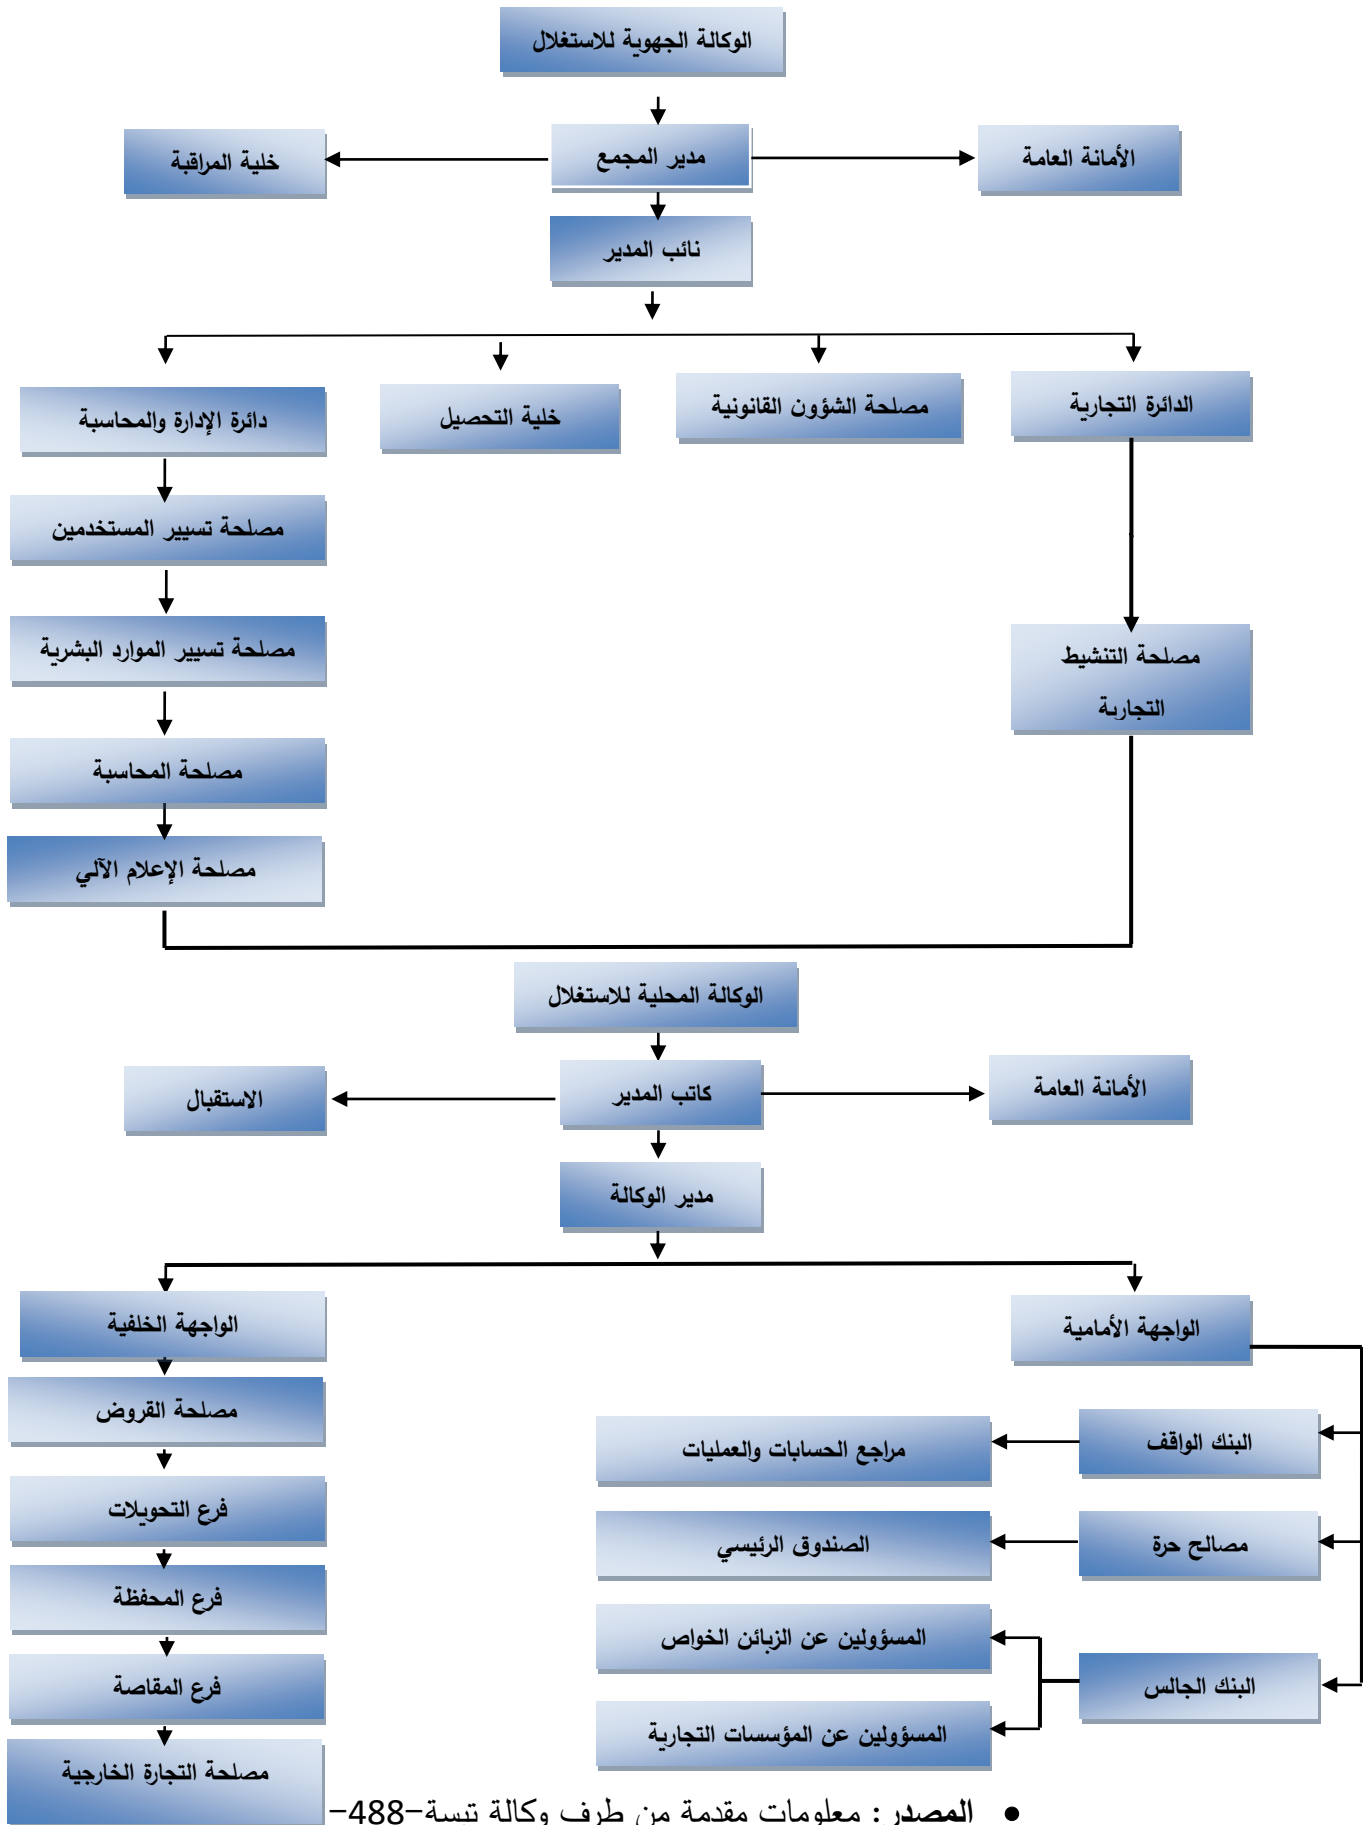 الوكالة الجهوية للاستغلال
الأمانة العامة
مدير المجمع
خلية المراقبة
نائب المدير
الدائرة التجارية
مصلحة الشؤون القانونية
خلية التحصيل
دائرة الإدارة والمحاسبة
مصلحة تسيير المستخدمين
مصلحة تسيير الموارد البشرية
مصلحة التنشيط
التجارية
مصلحة المحاسبة
مصلحة الإعلام الآلي
الوكالة المحلية للاستغلال
الأمانة العامة
كاتب المدير
الاستقبال
مدير الوكالة
الواجهة الأمامية
الواجهة الخلفية
البنك الواقف
مراجع الحسابات والعمليات
مصلحة القروض
فرع التحويلات
مصالح حرة
الصندوق الرئيسي
فرع المحفظة
المسؤولين عن الزبائن الخواص
البنك الجالس
فرع المقاصة
المسؤولين عن المؤسسات التجارية
مصلحة التجارة الخارجية
• المصدر: معلومات مقدمة من طرف وكالة تبسة-488-